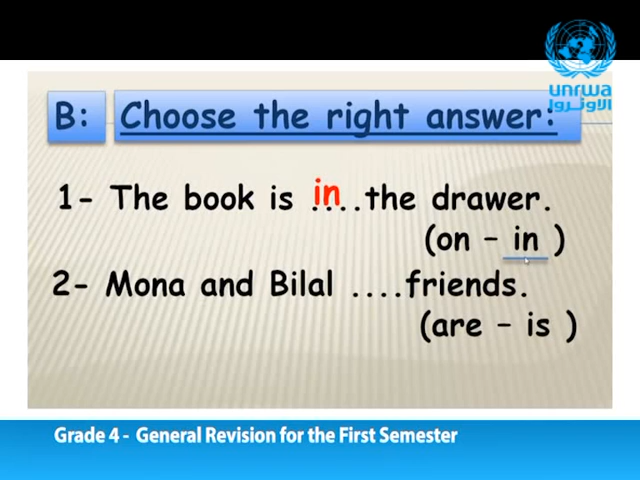 unrwa
الأونروا
B: Choose the right answer:
1- The book is in ....the drawer.
(on – in )
2- Mona and Bilal ....friends.
(are – is )
Grade 4 - General Revision for the First Semester